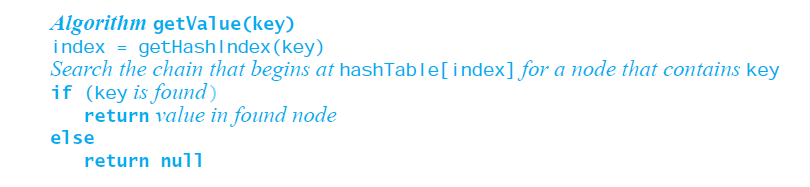 Algorithm getValue(key)
index = getHashIndex(key)
Search the chain that begins at hashTable[index] for a node that contains key
if (key is found)
return value in found node
else
return null